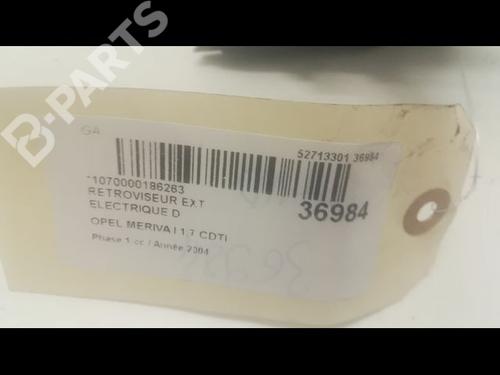 B-PARTS
GA
52713301 36984
*1070000186263
RETROVISEUR EXT
ELECTRIQUE D
36984
OPEL MERIVA I 1,7 CDTI
Phase 1 cc / Année 2004